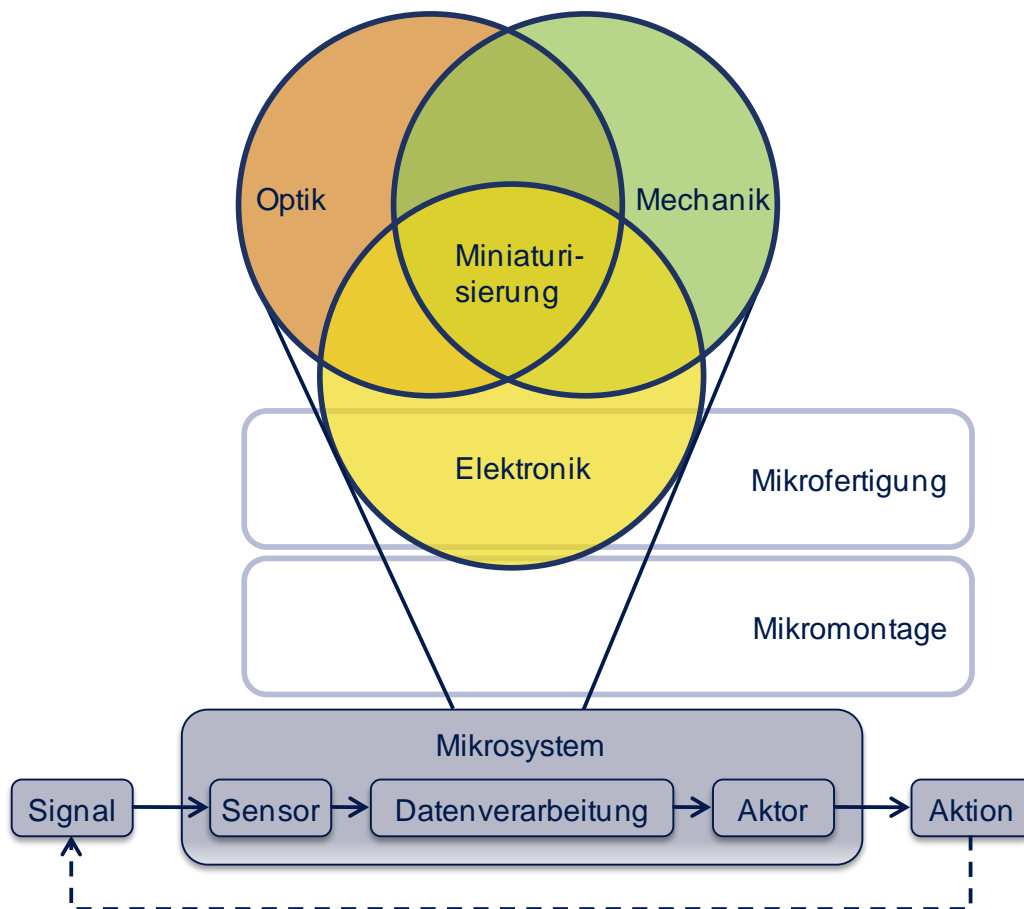 Optik
Mechanik
Miniaturi-
sierung
Elektronik
Mikrofertigung
Mikromontage
Mikrosystem
Signal
Sensor
Datenverarbeitung
Aktor
Aktion